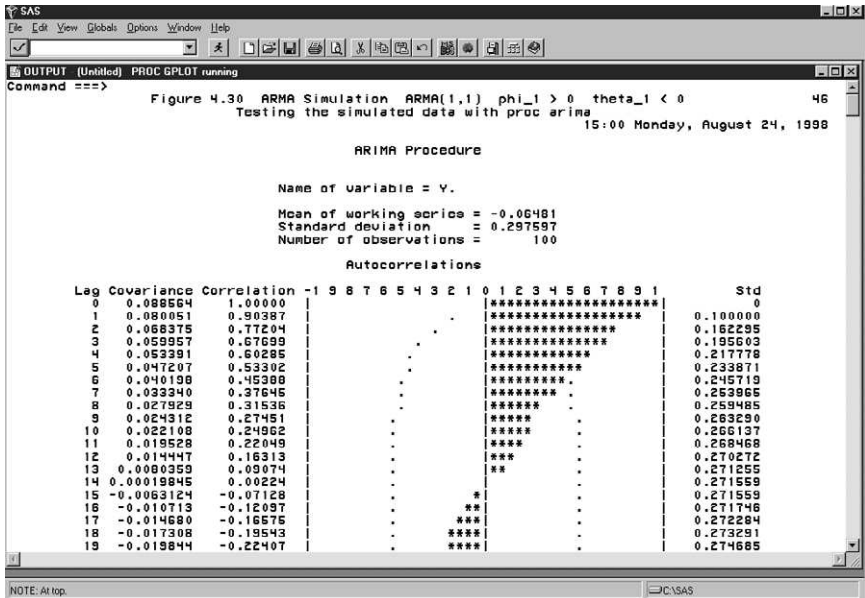 SAS
File Edit View Globals Options Window Help
OUTPUT (Untitled) PROC GPLOT running
Command ===>
Figure 4.30 ARMA Simulation ARMA(1,1) phi_1 > 0 theta_1 < 0 46
Testing the simulated data with proc arima
15:00 Monday, August 24, 1998
ARIMA Procedure
Name of variable = Y.
Mean of working series = -0.06481
Standard deviation = 0.297597
Number of observations = 100
Autocorrelations
Lag Covariance Correlation -1 9 8 7 6 5 4 3 2 1 0 1 2 3 4 5 6 7 8 9 1 Std
0 0.088564 1.00000 | |********************| 0
1 0.080051 0.90387 | . |****************** | 0.100000
2 0.068375 0.77204 | . |*************** | 0.162295
3 0.059957 0.67699 | . |************** | 0.195603
4 0.053391 0.60285 | . |************ | 0.217778
5 0.047207 0.53302 | . |*********** | 0.233871
6 0.040198 0.45388 | . |*********. | 0.245719
7 0.033340 0.37645 | . |******** . | 0.253965
8 0.027929 0.31536 | . |****** . | 0.259485
9 0.024312 0.27451 | . |***** . | 0.263290
10 0.022108 0.24962 | . |***** . | 0.266137
11 0.019528 0.22049 | . |**** . | 0.268468
12 0.014447 0.16313 | . |*** . | 0.270272
13 0.0080359 0.09074 | . |** . | 0.271255
14 0.00019845 0.00224 | . | . | 0.271559
15 -0.0063124 -0.07128 | . *| . | 0.271559
16 -0.010713 -0.12097 | . **| . | 0.271746
17 -0.014680 -0.16575 | . ***| . | 0.272284
18 -0.017308 -0.19543 | . ****| . | 0.273291
19 -0.019844 -0.22407 | . ****| . | 0.274685
NOTE: At top.
C:\SAS